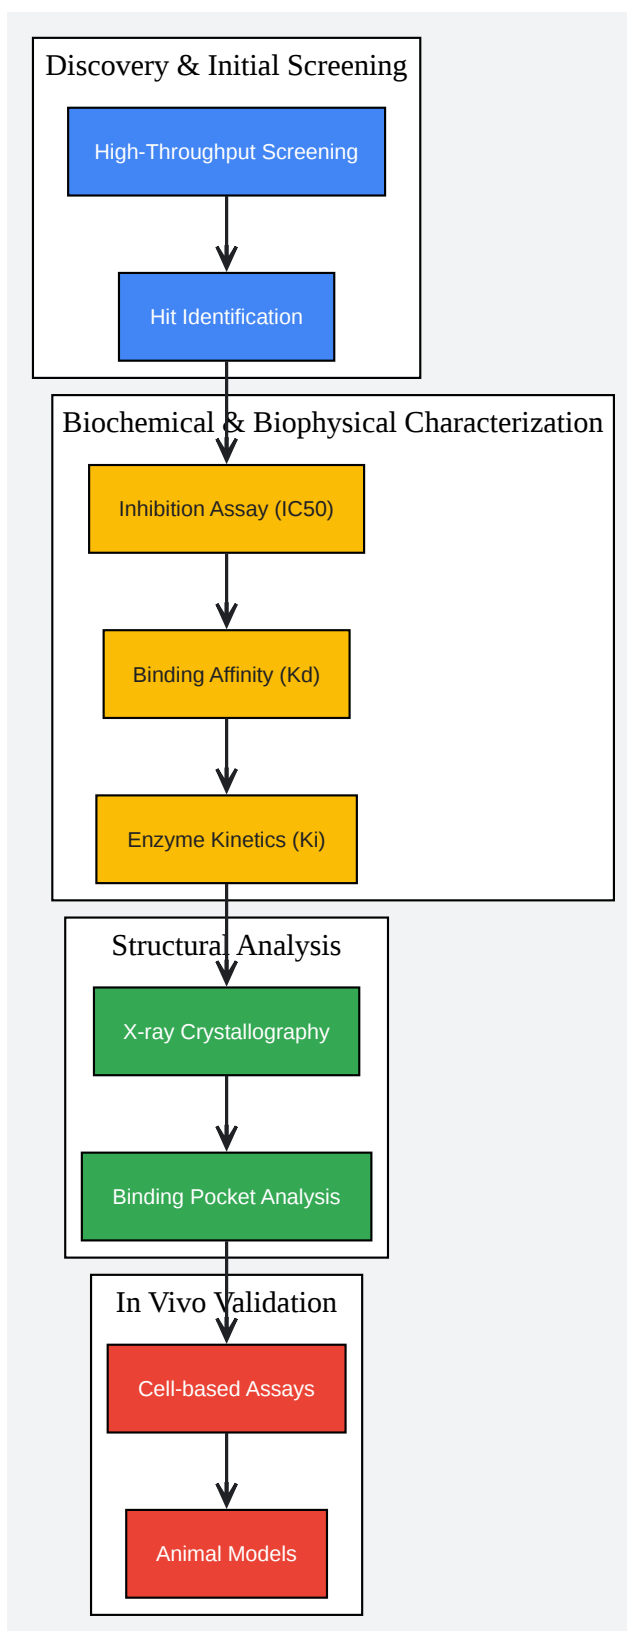 Discovery & Initial Screening
High-Throughput Screening
Hit Identification
Biochemical & Biophysical Characterization
Inhibition Assay (IC50)
Binding Affinity (Kd)
Enzyme Kinetics (Ki)
Structural Analysis
X-ray Crystallography
Binding Pocket Analysis
In Vivo Validation
Cell-based Assays
Animal Models